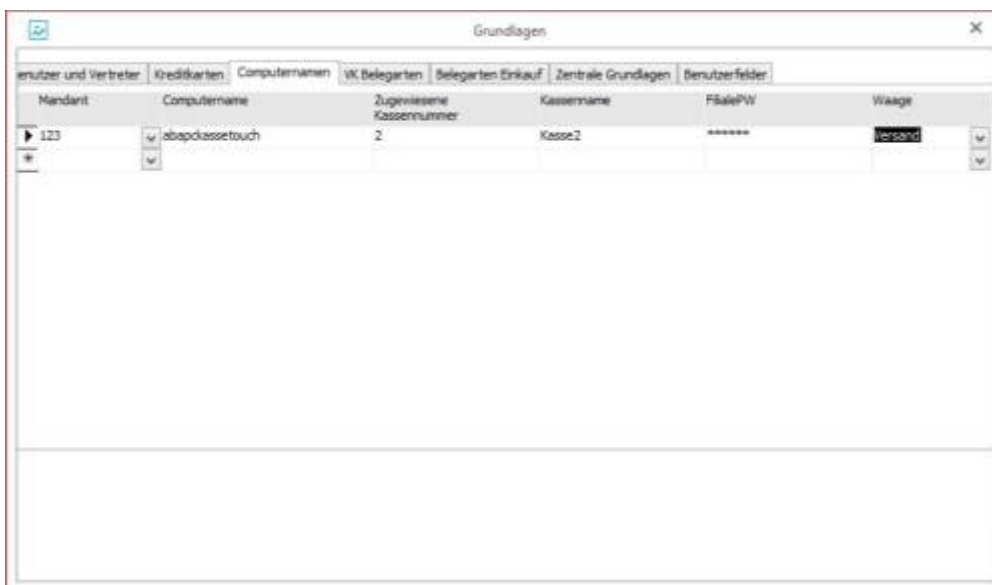 Grundlagen
enutzer und Vertreter Kreditkarten Computernamen VK Belegarten Belegarten Einkauf Zentrale Grundlagen Benutzerfelder
Mandant Computername Zugewiesene Kassennummer Kassenname FilialePW Waage
123 abapckassetouch 2 Kasse2 ****** Versand